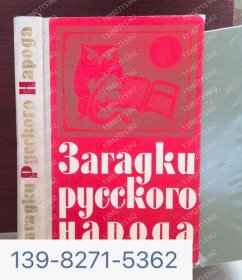 Загадки
русского
народа
Загадки Русского Народа
139-8271-5362